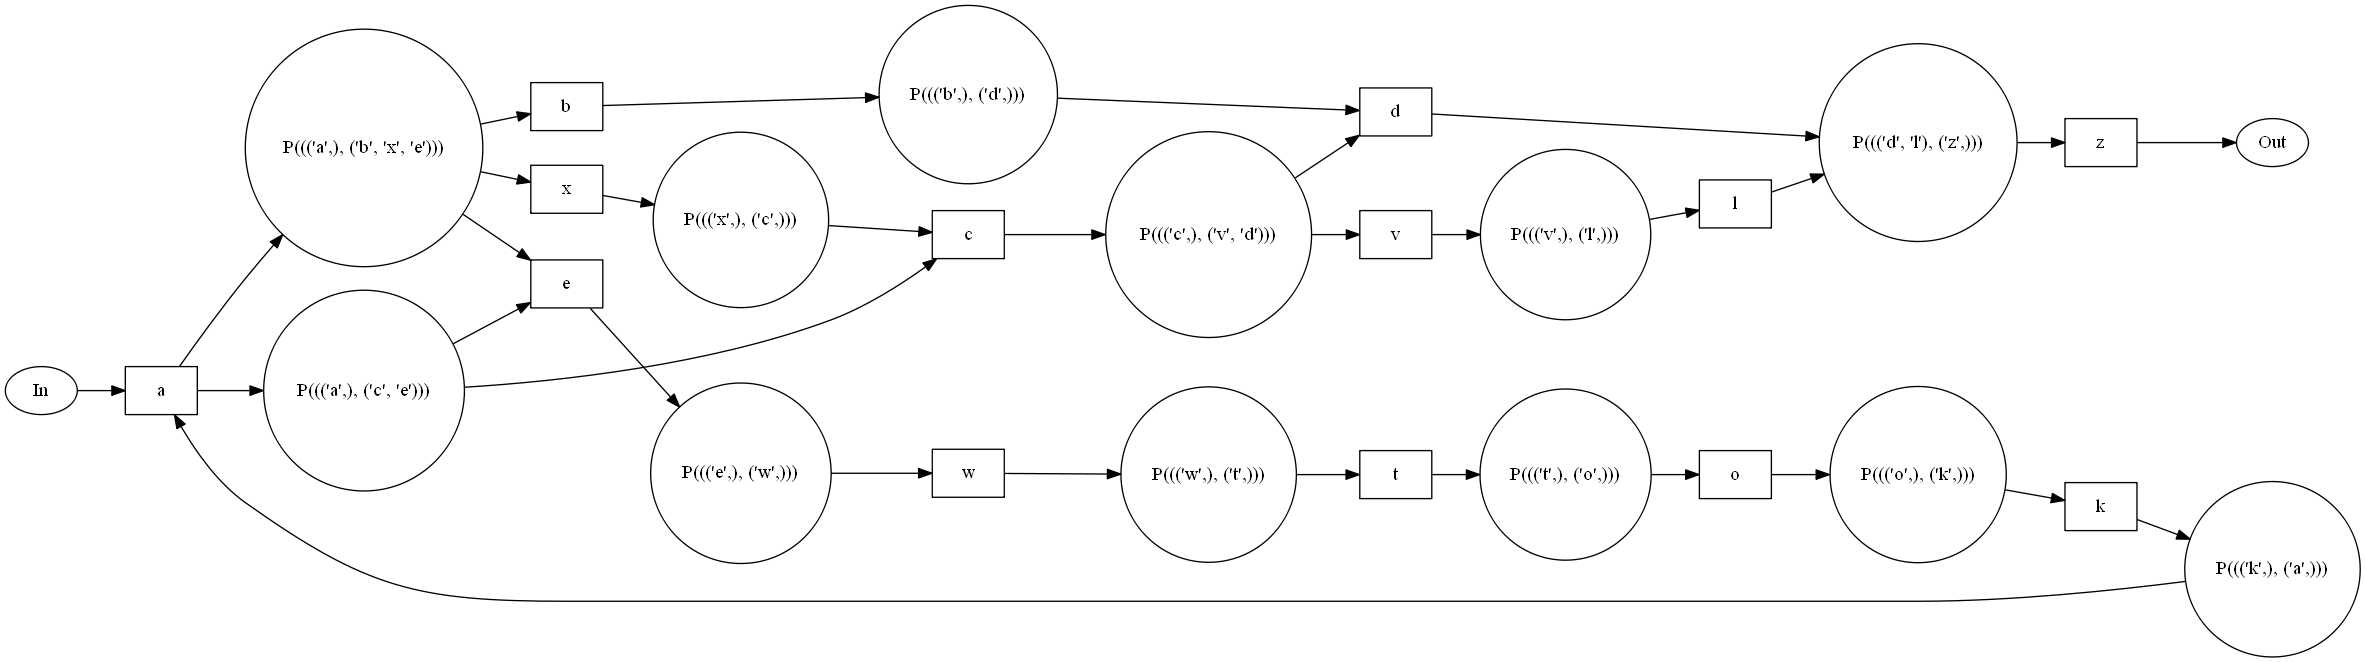 P((('b',), ('d',)))
b
d
P((('a',), ('b', 'x', 'e')))
P((('d', 'l'), ('z',)))
z
Out
x
l
P((('x',), ('c',)))
c
P((('c',), ('v', 'd')))
v
P((('v',), ('l',)))
e
In
a
P((('a',), ('c', 'e')))
P((('e',), ('w',)))
w
P((('w',), ('t',)))
t
P((('t',), ('o',)))
o
P((('o',), ('k',)))
k
P((('k',), ('a',)))